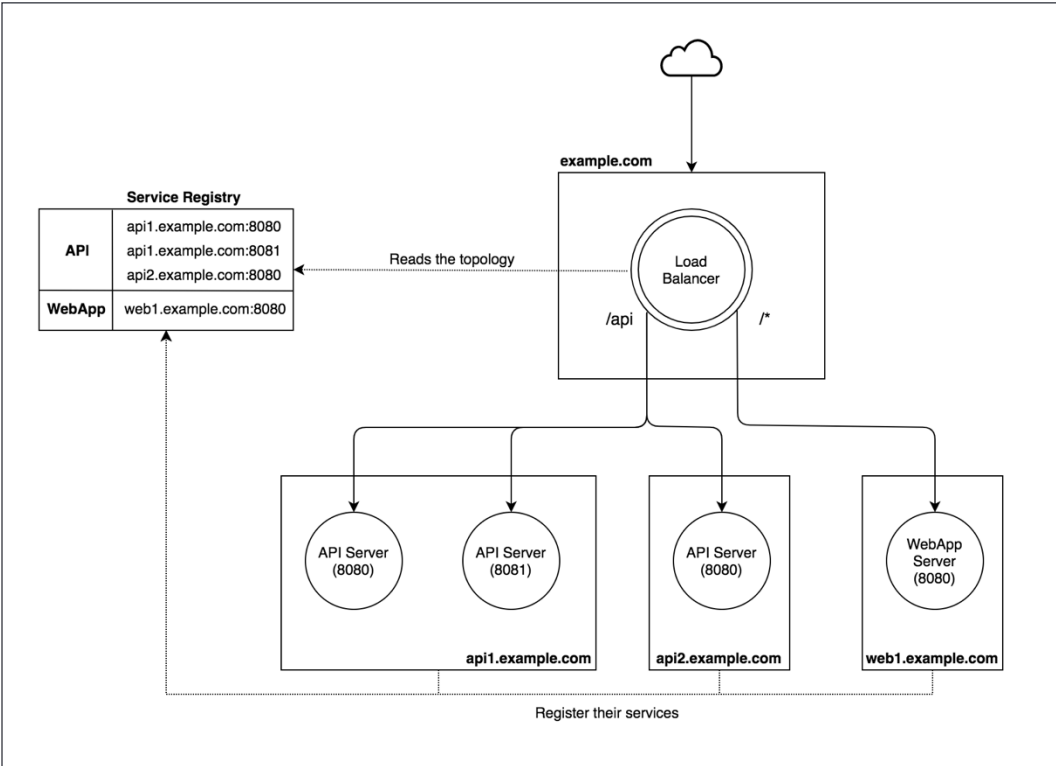 example.com
Service Registry
API
api1.example.com:8080
api1.example.com:8081
api2.example.com:8080
WebApp
web1.example.com:8080
Reads the topology
Load
Balancer
/api
/*
API Server
(8080)
API Server
(8081)
API Server
(8080)
WebApp
Server
(8080)
api1.example.com
api2.example.com
web1.example.com
Register their services